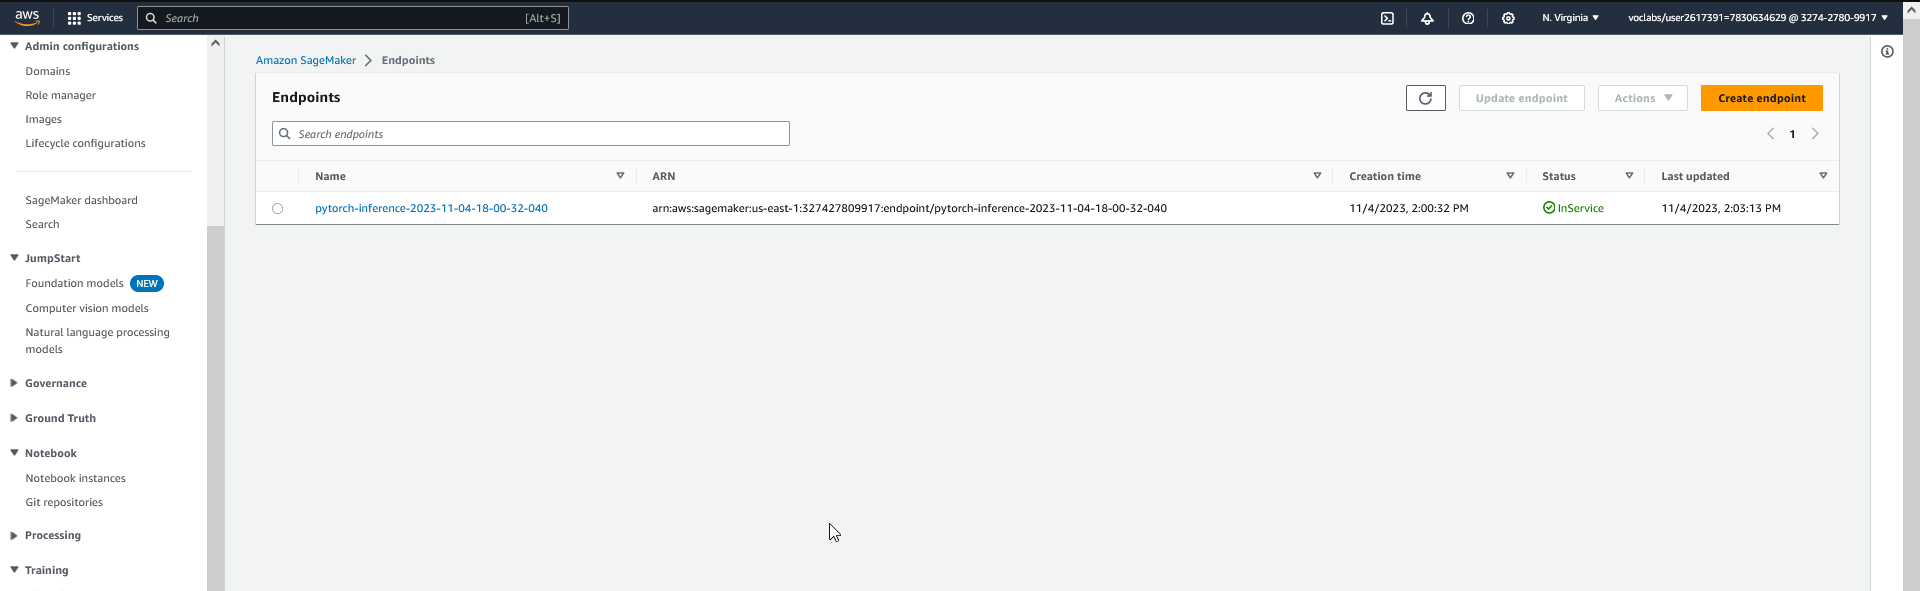 aws Services Search [Alt+S] N. Virginia voclabs/user2617391=7830634629 @ 3274-2780-9917
Admin configurations
Domains
Role manager
Images
Lifecycle configurations
SageMaker dashboard
Search
JumpStart
Foundation models NEW
Computer vision models
Natural language processing
models
Governance
Ground Truth
Notebook
Notebook instances
Git repositories
Processing
Training
Amazon SageMaker Endpoints
Endpoints Update endpoint Actions Create endpoint
Search endpoints 1
Name ARN Creation time Status Last updated
pytorch-inference-2023-11-04-18-00-32-040 arn:aws:sagemaker:us-east-1:327427809917:endpoint/pytorch-inference-2023-11-04-18-00-32-040 11/4/2023, 2:00:32 PM InService 11/4/2023, 2:03:13 PM